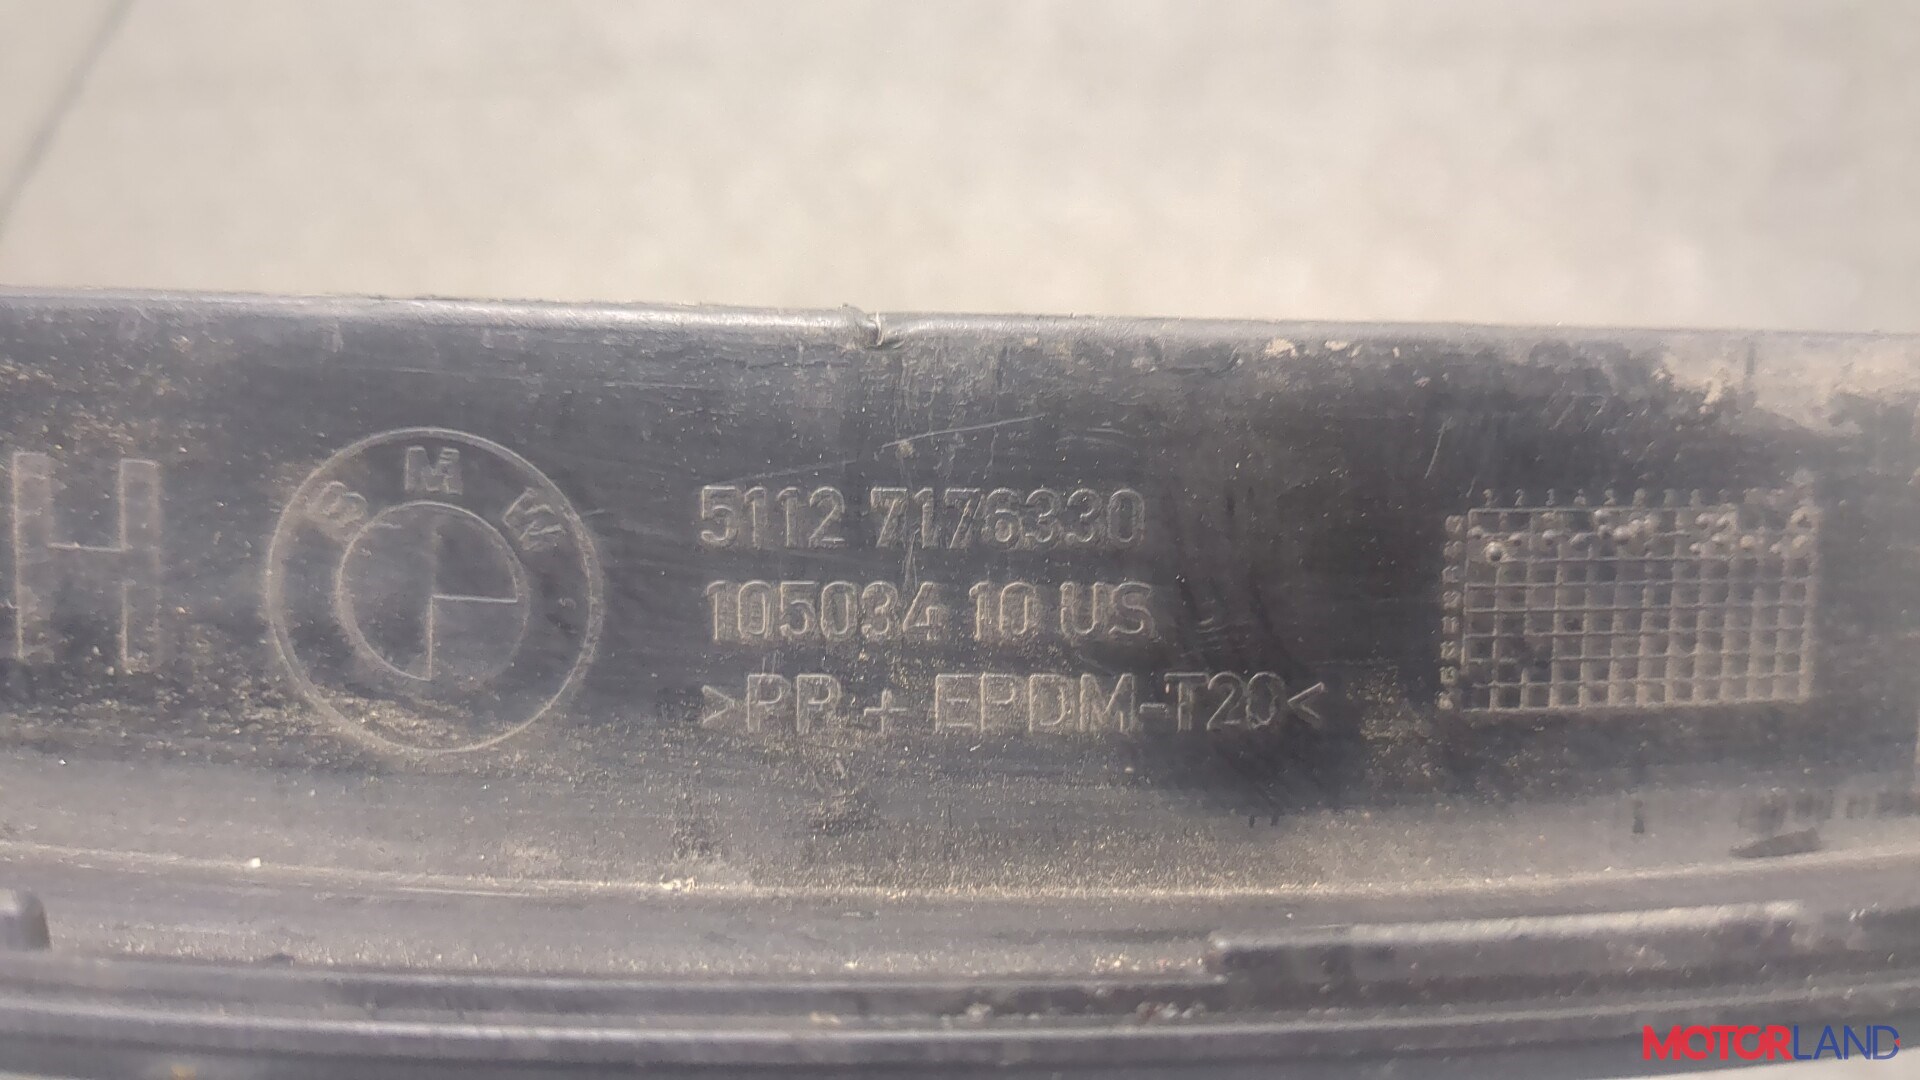 H
BMW
5112 7176330
105034 10 US
>PP + EPDM-T20<
MOTORLAND